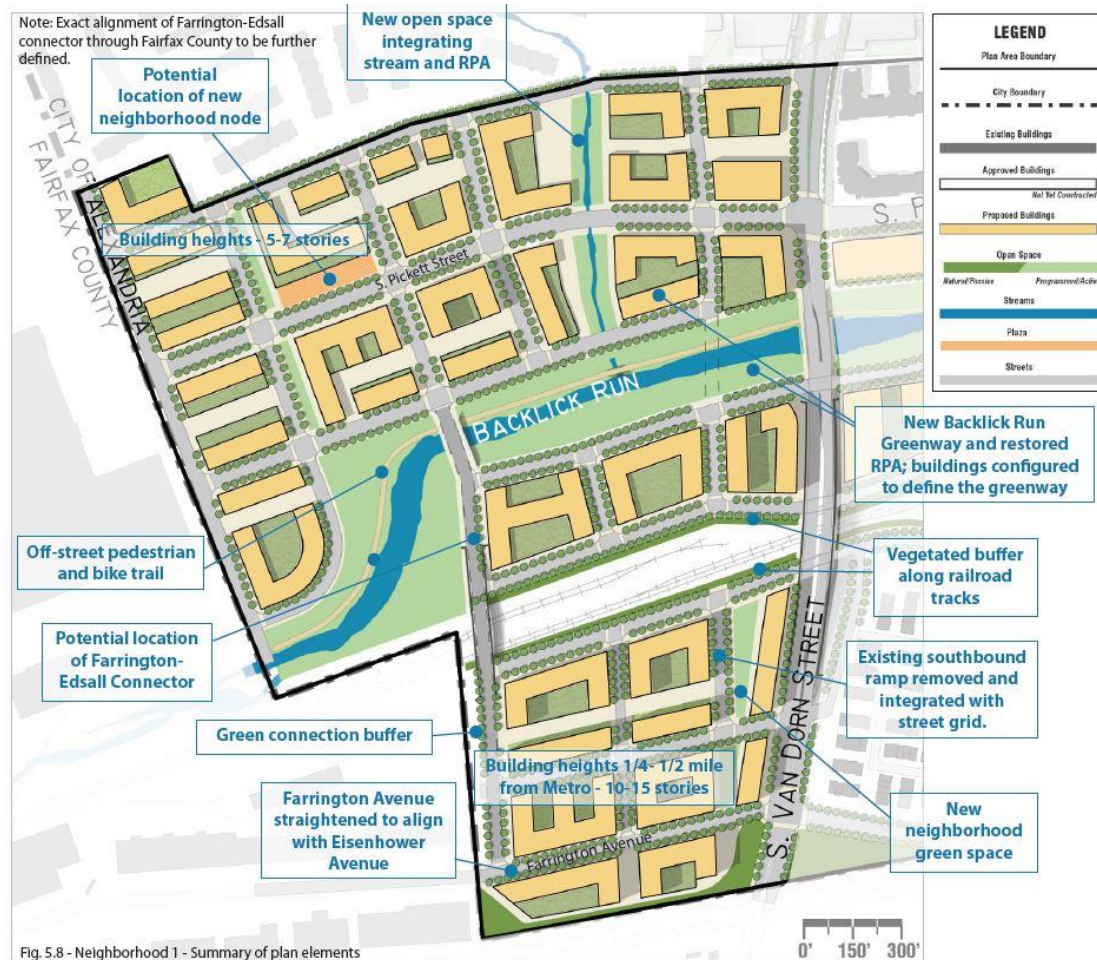 Note: Exact alignment of Farrington-Edsall
connector through Fairfax County to be further
defined.
New open space
integrating
stream and RPA
Potential
location of new
neighborhood node
CITY OF ALEXANDRIA
FAIRFAX COUNTY
Building heights - 5-7 stories
S. Pickett Street
S. P
BACKLICK RUN
New Backlick Run
Greenway and restored
RPA; buildings configured
to define the greenway
Off-street pedestrian
and bike trail
Vegetated buffer
along railroad
tracks
Potential location
of Farrington-
Edsall Connector
S. VAN DORN STREET
Existing southbound
ramp removed and
integrated with
street grid.
Green connection buffer
Building heights 1/4- 1/2 mile
from Metro - 10-15 stories
Farrington Avenue
straightened to align
with Eisenhower
Avenue
Farrington Avenue
New
neighborhood
green space
0' 150' 300'
Fig. 5.8 - Neighborhood 1 - Summary of plan elements
LEGEND
Plan Area Boundary
City Boundary
Existing Buildings
Approved Buildings
Not Yet Constructed
Proposed Buildings
Open Space
Natural/Passive Programmed/Active
Streams
Plaza
Streets